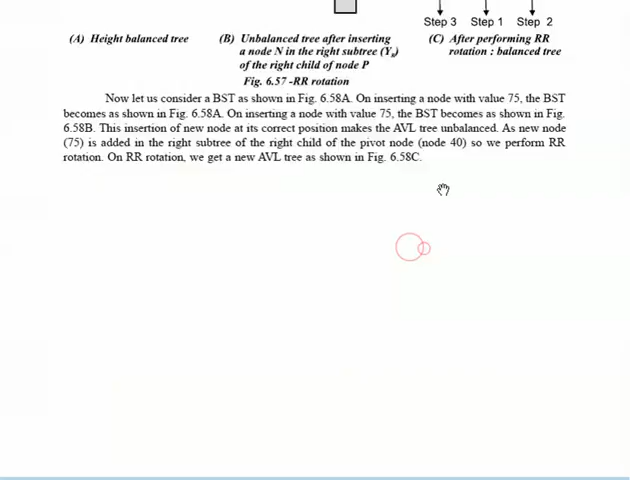 Step 3 Step 1 Step 2
(A) Height balanced tree (B) Unbalanced tree after inserting (C) After performing RR
a node N in the right subtree (YR) rotation : balanced tree
of the right child of node P
Fig. 6.57 -RR rotation
Now let us consider a BST as shown in Fig. 6.58A. On inserting a node with value 75, the BST
becomes as shown in Fig. 6.58A. On inserting a node with value 75, the BST becomes as shown in Fig.
6.58B. This insertion of new node at its correct position makes the AVL tree unbalanced. As new node
(75) is added in the right subtree of the right child of the pivot node (node 40) so we perform RR
rotation. On RR rotation, we get a new AVL tree as shown in Fig. 6.58C.